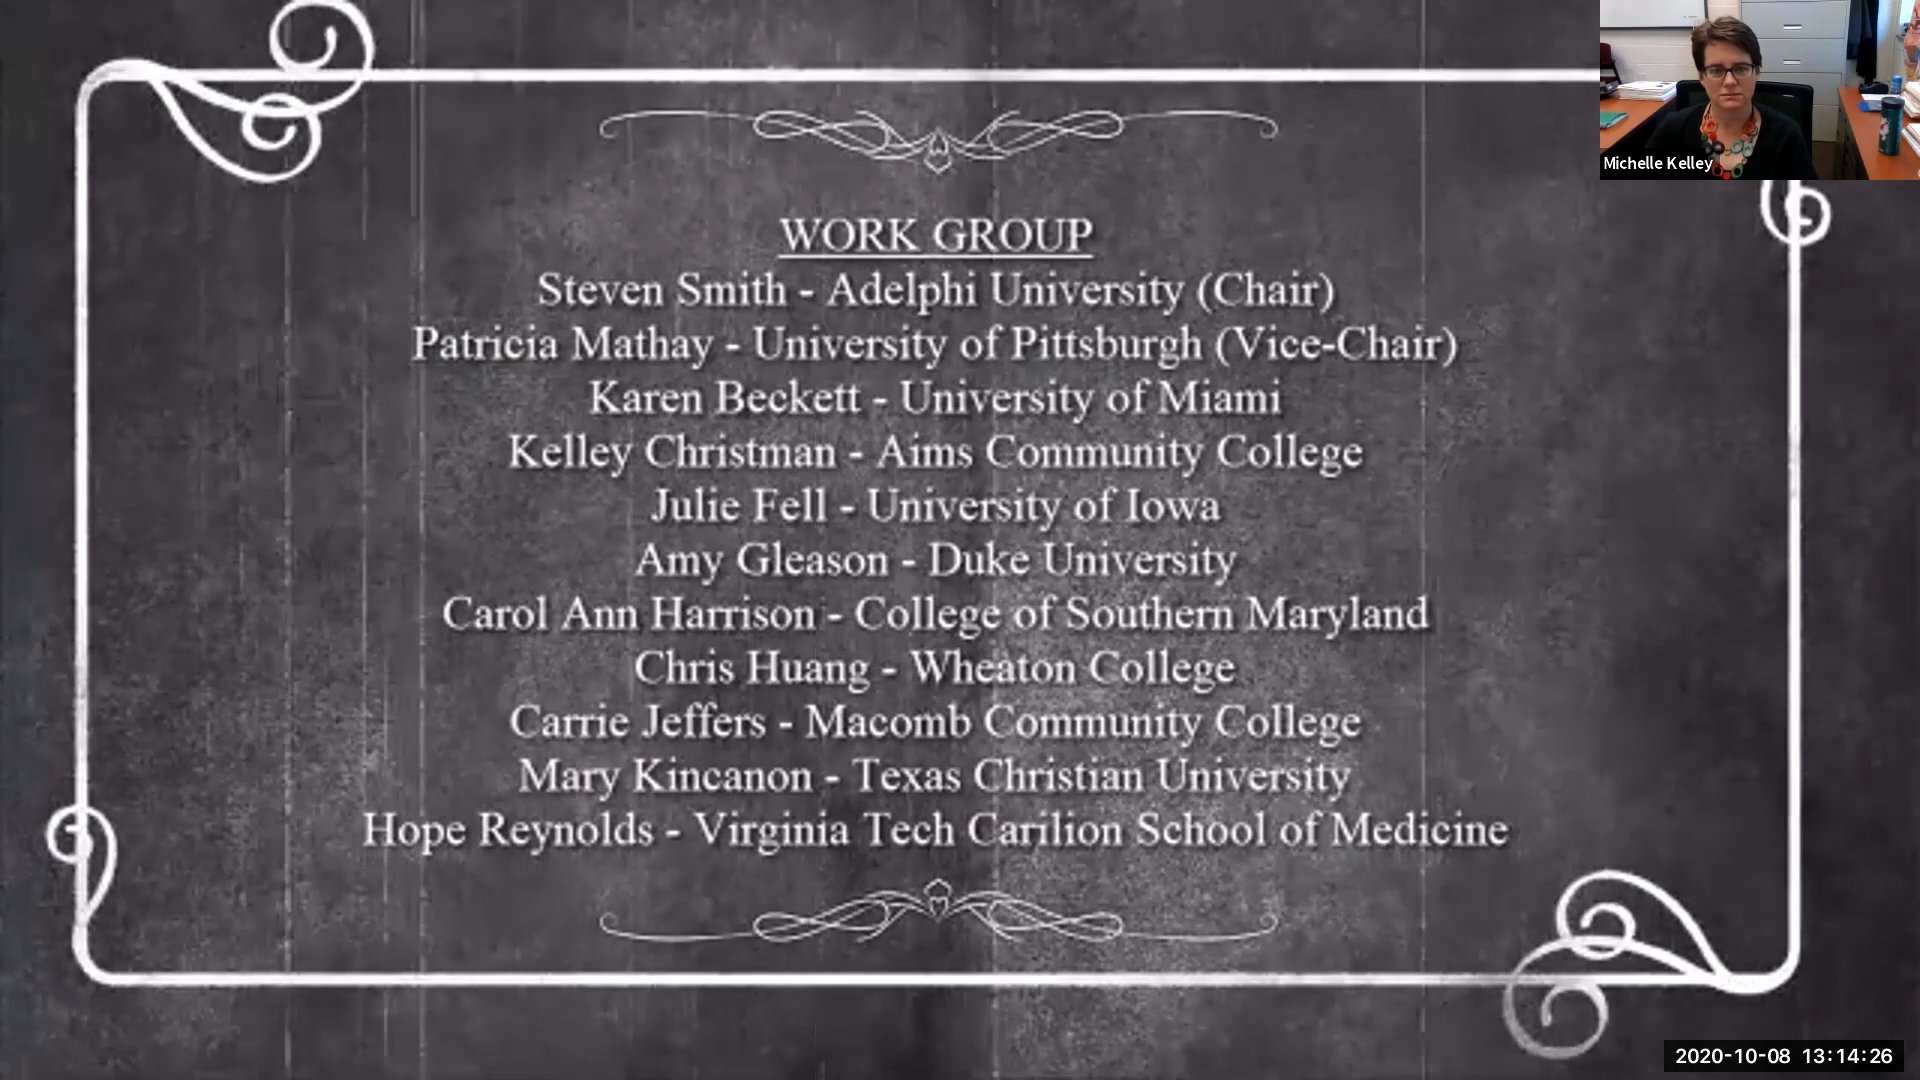 WORK GROUP
Steven Smith - Adelphi University (Chair)
Patricia Mathay - University of Pittsburgh (Vice-Chair)
Karen Beckett - University of Miami
Kelley Christman - Aims Community College
Julie Fell - University of Iowa
Amy Gleason - Duke University
Carol Ann Harrison - College of Southern Maryland
Chris Huang - Wheaton College
Carrie Jeffers - Macomb Community College
Mary Kincanon - Texas Christian University
Hope Reynolds - Virginia Tech Carilion School of Medicine
Michelle Kelley
2020-10-08 13:14:26